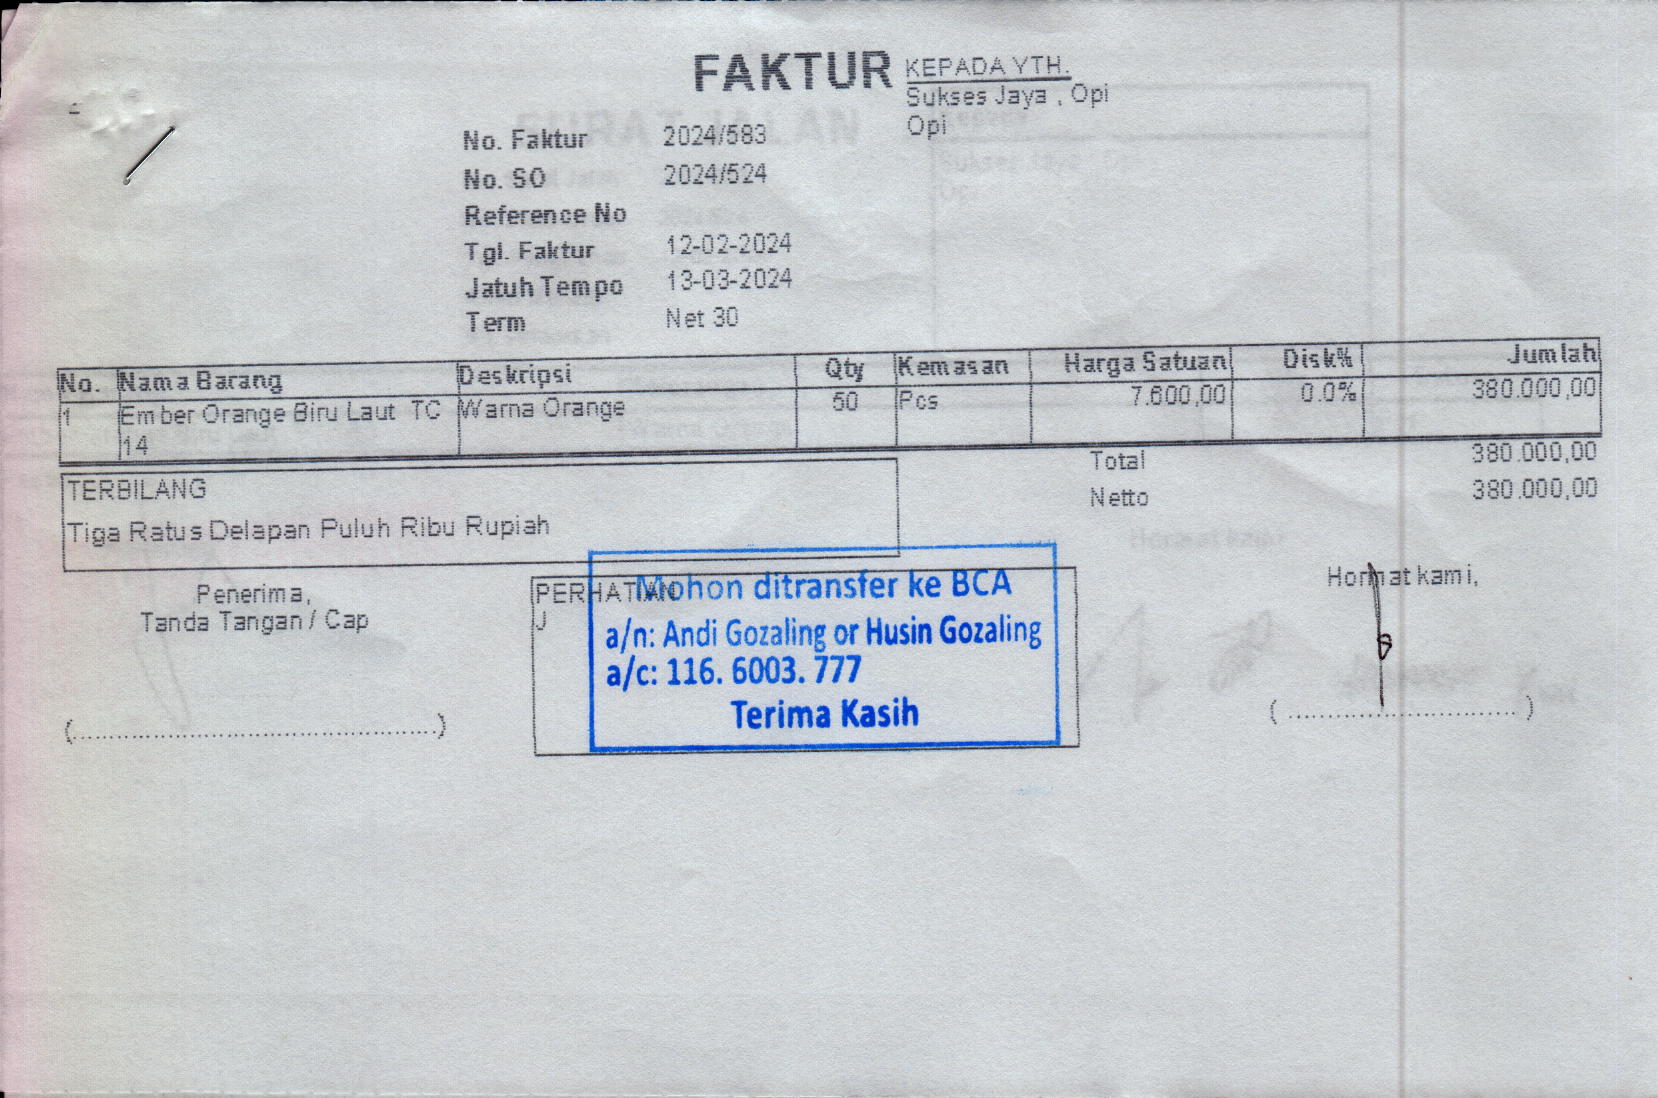 FAKTUR
KEPADA YTH.
Sukses Jaya , Opi
Opi
No. Faktur 2024/583
No. SO 2024/524
Reference No
Tgl. Faktur 12-02-2024
Jatuh Tempo 13-03-2024
Term Net 30
No. Nama Barang Deskripsi Qty Kemasan Harga Satuan Disk% Jumlah
1 Ember Orange Biru Laut TC Warna Orange 50 Pcs 7.600,00 0.0% 380.000,00
14
Total 380.000,00
Netto 380.000,00
TERBILANG
Tiga Ratus Delapan Puluh Ribu Rupiah
Penerima,
Tanda Tangan / Cap
(..............................................)
PERHATIAN
J
Mohon ditransfer ke BCA
a/n: Andi Gozaling or Husin Gozaling
a/c: 116. 6003. 777
Terima Kasih
Hormat kami,
( .............................. )